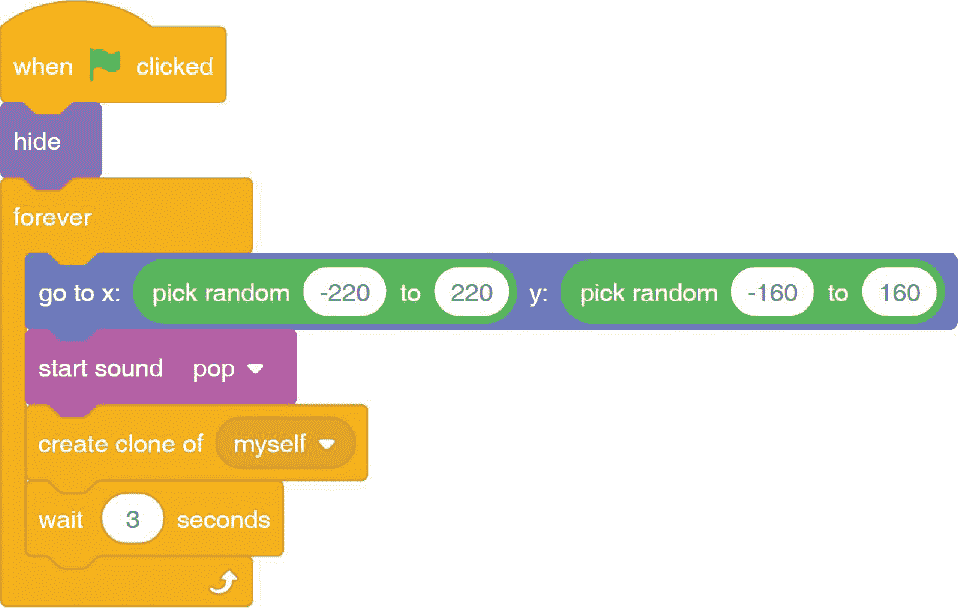 when clicked
hide
forever
go to x: pick random -220 to 220 y: pick random -160 to 160
start sound pop
create clone of myself
wait 3 seconds